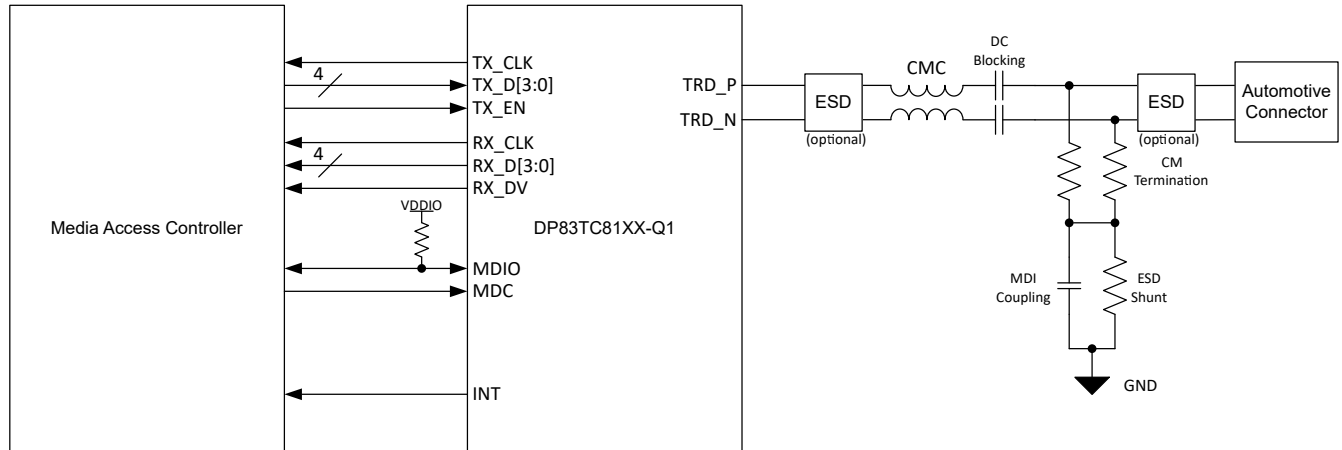 Media Access Controller
TX_CLK
4
TX_D[3:0]
TX_EN
RX_CLK
4
RX_D[3:0]
RX_DV
VDDIO
MDIO
MDC
INT
DP83TC81XX-Q1
TRD_P
TRD_N
ESD
(optional)
CMC
DC
Blocking
ESD
(optional)
Automotive
Connector
CM
Termination
MDI
Coupling
ESD
Shunt
GND